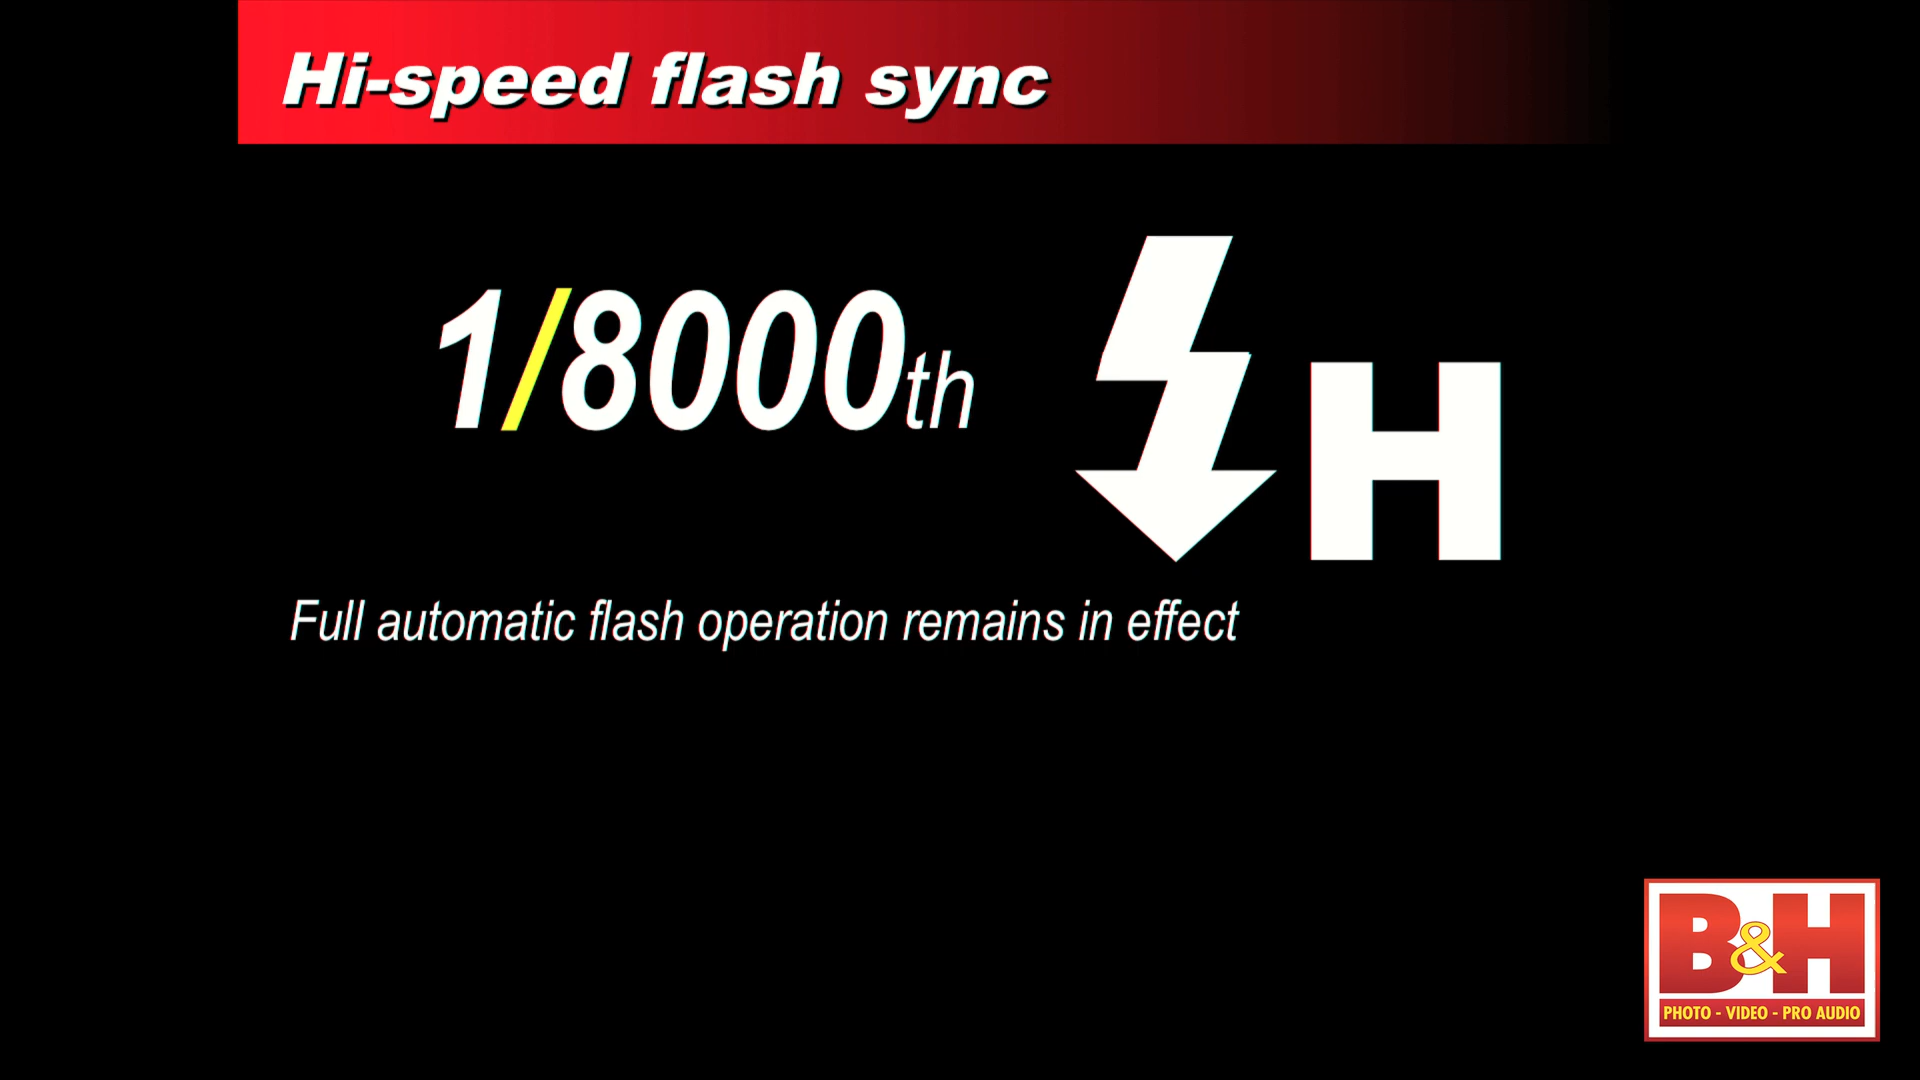 Hi-speed flash sync
1/8000th
H
Full automatic flash operation remains in effect
B&H
PHOTO - VIDEO - PRO AUDIO